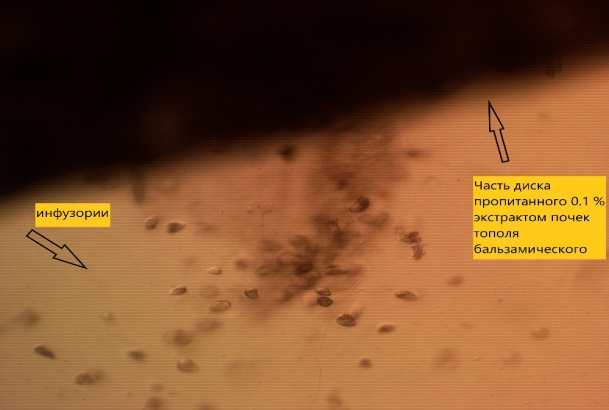 инфузории
Часть диска
пропитанного 0.1 %
экстрактом почек
тополя
бальзамического